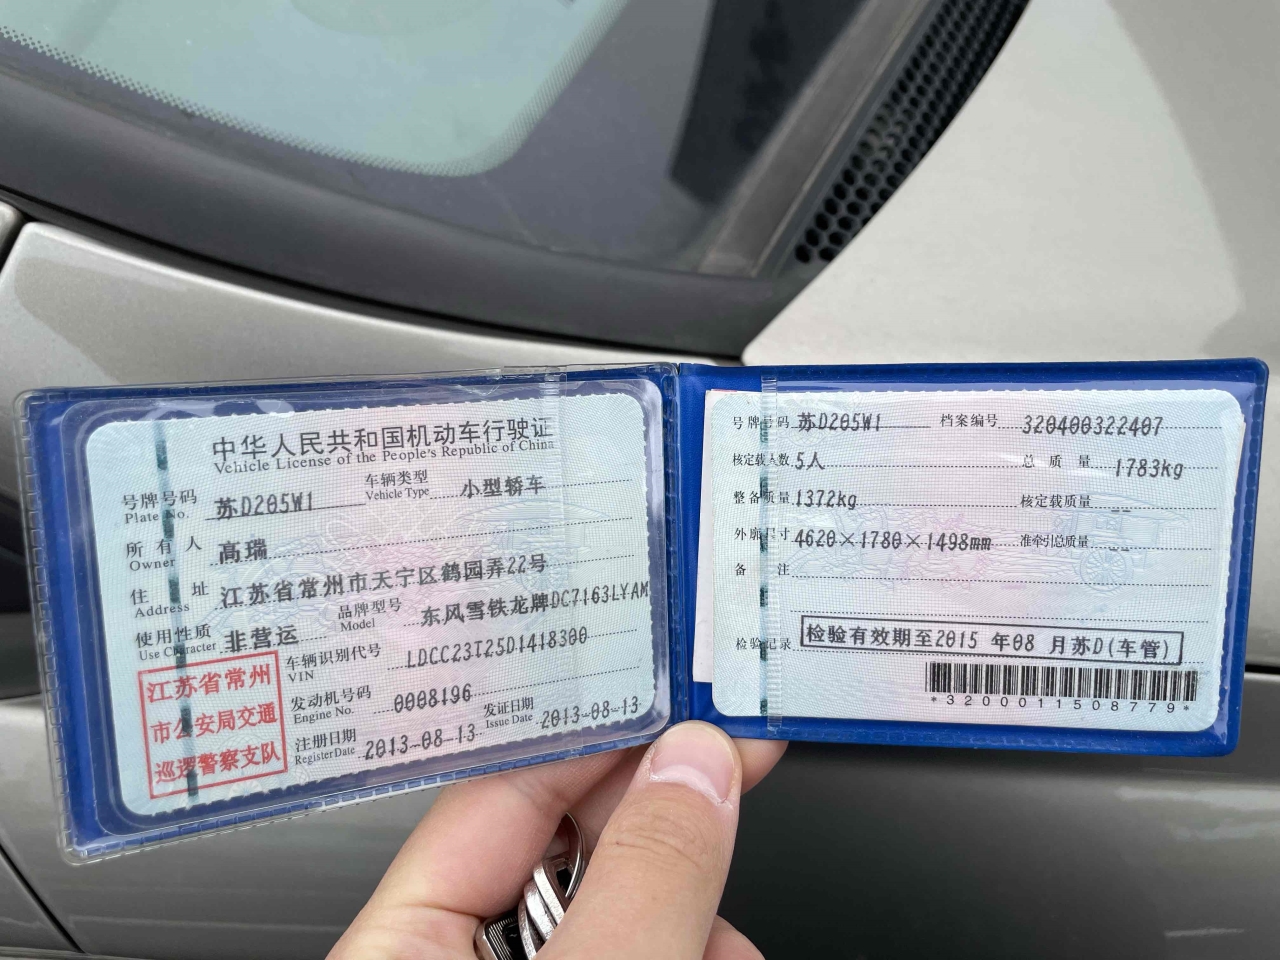 中华人民共和国机动车行驶证
Vehicle License of the People's Republic of China
号牌号码 苏D205W1 车辆类型 小型轿车
Plate No. Vehicle Type
所有人 高瑞
Owner
住址 江苏省常州市天宁区鹤园弄22号
Address
使用性质 非营运 品牌型号 东风雪铁龙牌DC7163LYAM
Use Character Model
车辆识别代号 LDCC23T25D1418300
VIN
发动机号码 0008196
Engine No.
注册日期 2013-08-13 发证日期 2013-08-13
Register Date Issue Date
江苏省常州
市公安局交通
巡逻警察支队
号牌号码 苏D205W1 档案编号 320400322407
核定载人数 5人 总质量 1783kg
整备质量 1372kg 核定载质量 --
外廓尺寸 4620×1780×1498mm 准牵引总质量 --
备注
检验记录 检验有效期至2015 年08 月苏D(车管)
*3200011508779*